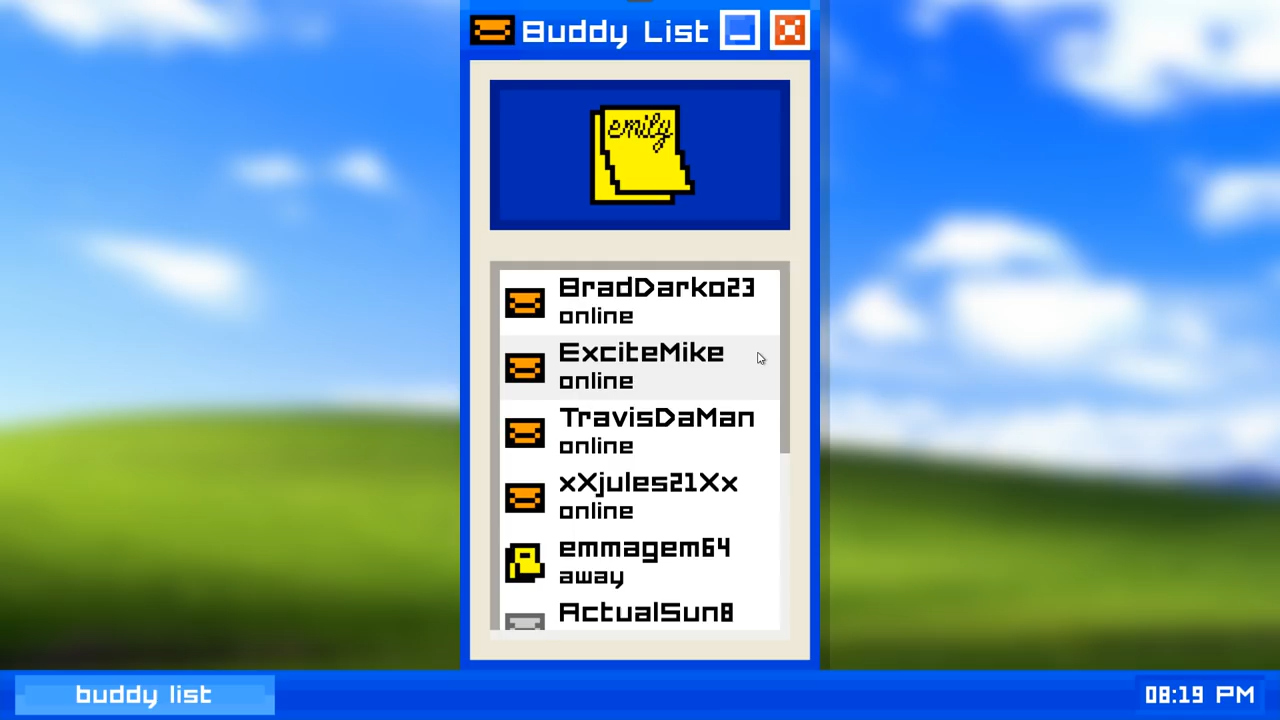 Buddy List
emily
BradDarko23
online
ExciteMike
online
TravisDaMan
online
xXjules21Xx
online
emmagem64
away
ActualSun8
buddy list
08:19 PM